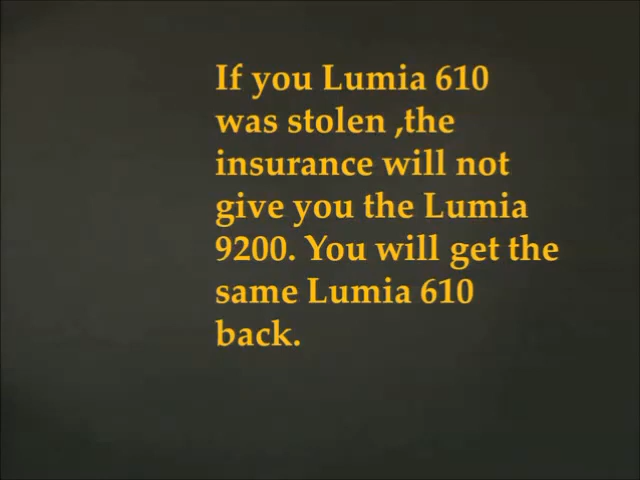 If you Lumia 610
was stolen ,the
insurance will not
give you the Lumia
9200. You will get the
same Lumia 610
back.